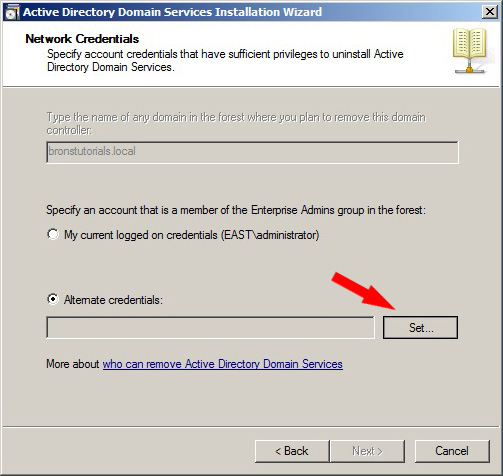 Active Directory Domain Services Installation Wizard
Network Credentials
Specify account credentials that have sufficient privileges to uninstall Active
Directory Domain Services.
Type the name of any domain in the forest where you plan to remove this domain
controller:
bronstutorials.local
Specify an account that is a member of the Enterprise Admins group in the forest:
My current logged on credentials (EAST\administrator)
Alternate credentials:
Set...
More about who can remove Active Directory Domain Services
< Back
Next >
Cancel